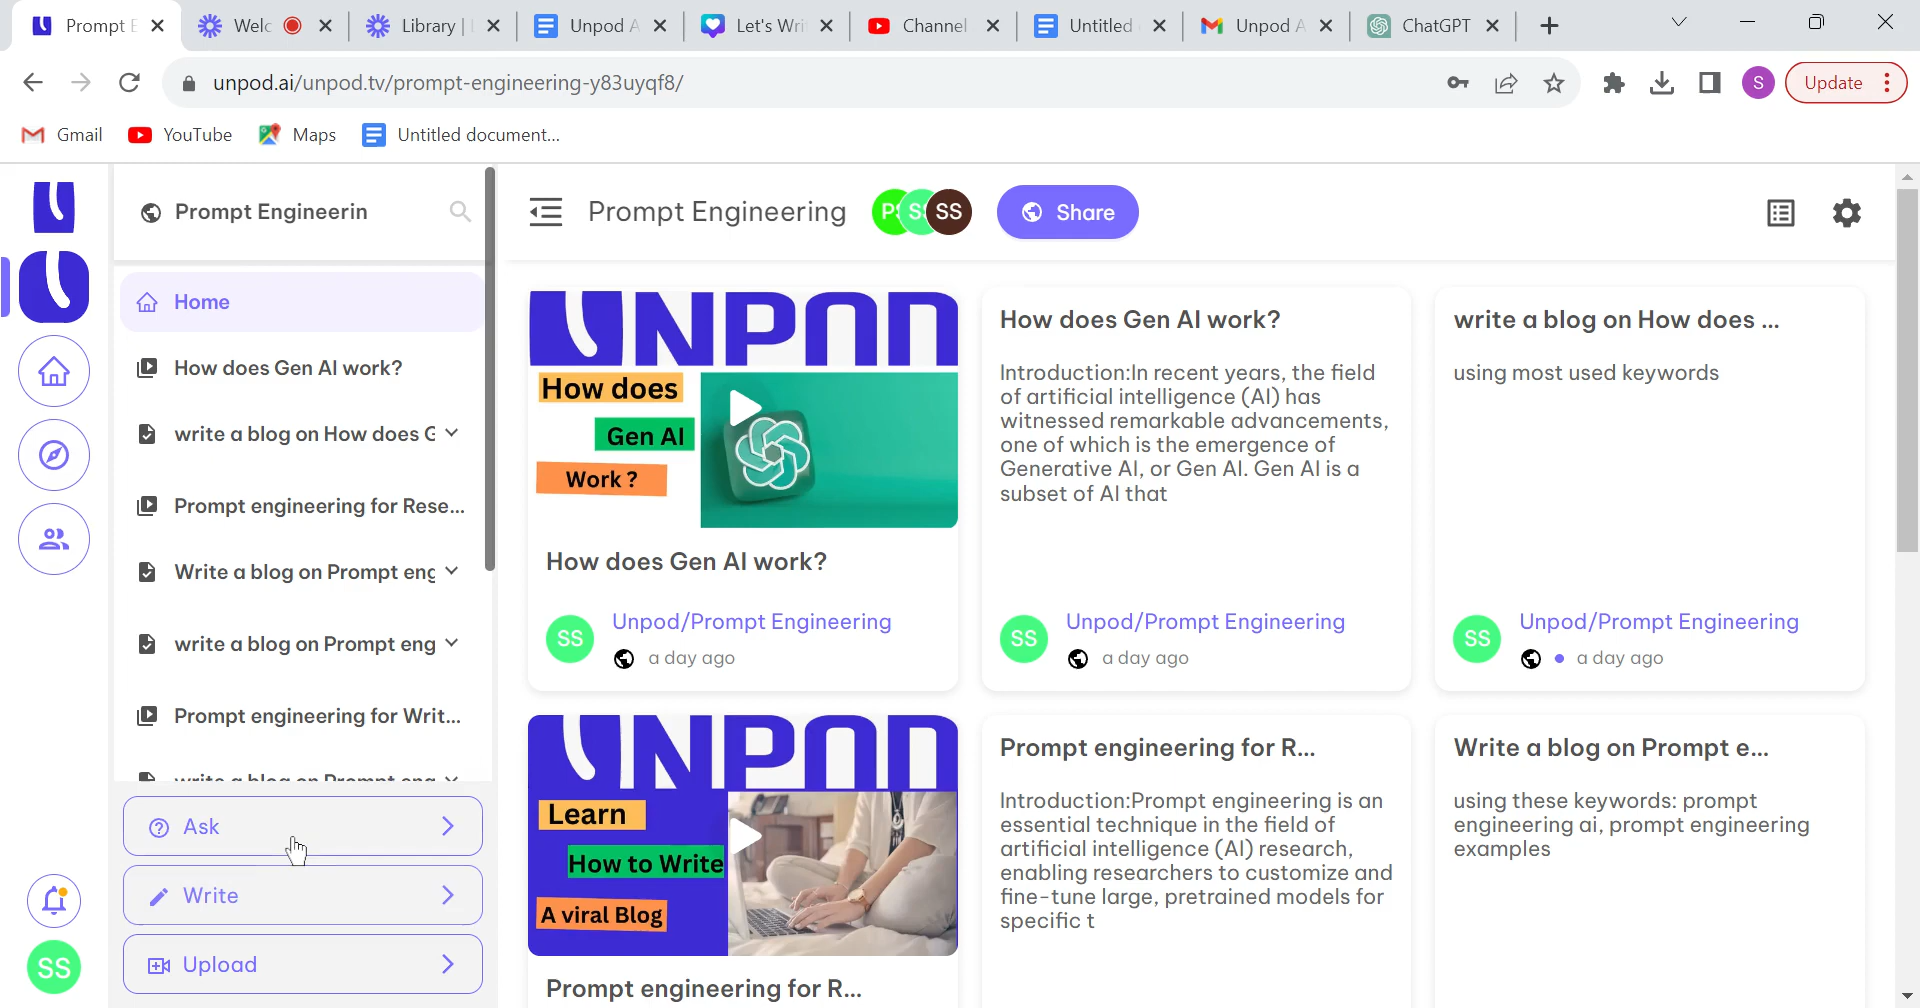 Prompt E
Welc
Library |
Unpod A
Let's Wri
Channel
Untitled
Unpod A
ChatGPT
unpod.ai/unpod.tv/prompt-engineering-y83uyqf8/
S
Update
Gmail
YouTube
Maps
Untitled document...
Prompt Engineerin
Home
How does Gen AI work?
write a blog on How does G
Prompt engineering for Rese...
Write a blog on Prompt eng
write a blog on Prompt eng
Prompt engineering for Writ...
write a blog on Prompt eng
Ask
Write
Upload
SS
Prompt Engineering
SS
Share
UNPOD
How does
Gen AI
Work ?
How does Gen AI work?
SS
Unpod/Prompt Engineering
a day ago
How does Gen AI work?
Introduction:In recent years, the field
of artificial intelligence (AI) has
witnessed remarkable advancements,
one of which is the emergence of
Generative AI, or Gen AI. Gen AI is a
subset of AI that
SS
Unpod/Prompt Engineering
a day ago
write a blog on How does ...
using most used keywords
SS
Unpod/Prompt Engineering
a day ago
UNPOD
Learn
How to Write
A viral Blog
Prompt engineering for R...
Prompt engineering for R...
Introduction:Prompt engineering is an
essential technique in the field of
artificial intelligence (AI) research,
enabling researchers to customize and
fine-tune large, pretrained models for
specific t
Write a blog on Prompt e...
using these keywords: prompt
engineering ai, prompt engineering
examples